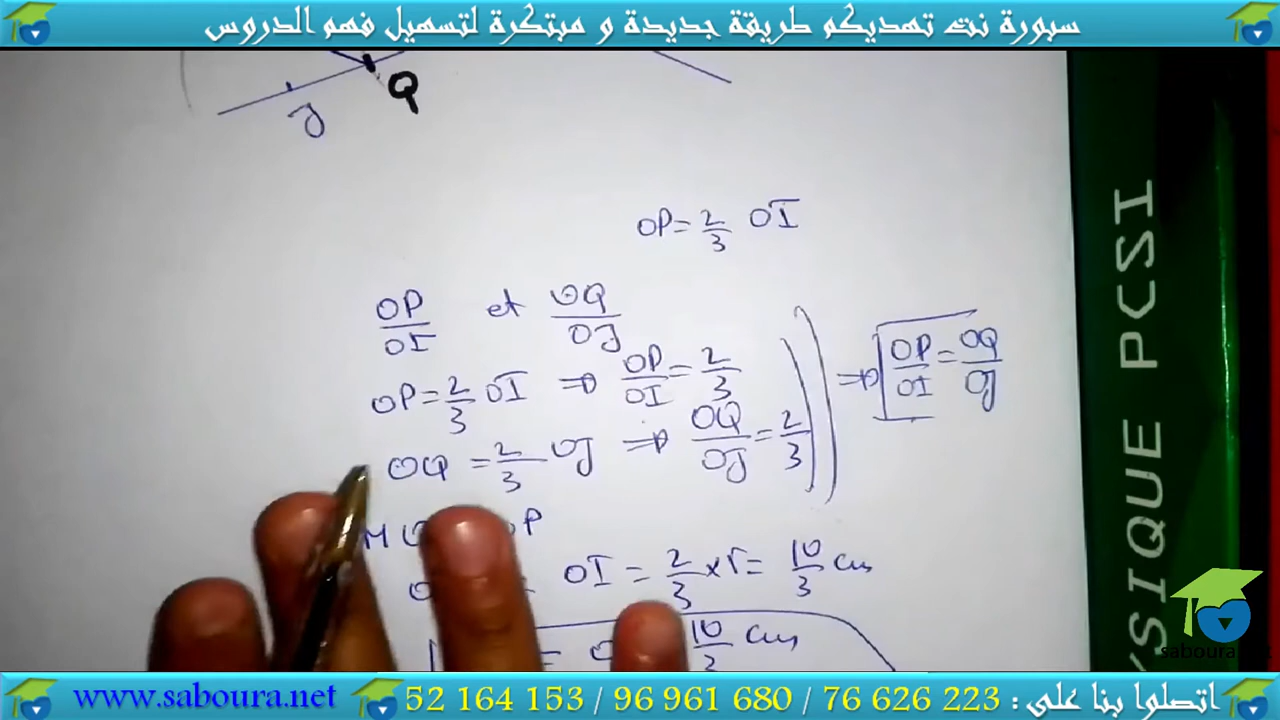 سبورة نت تهديكم طريقة جديدة و مبتكرة لتسهيل فهم الدروس
Q
J
OP = 2/3 OI
OP/OI et OQ/OJ
OP = 2/3 OI ⇒ OP/OI = 2/3
OQ = 2/3 OJ ⇒ OQ/OJ = 2/3
⇒ OP/OI = OQ/OJ
M
OI = 2/3 × 5 = 10/3 cm
= 10/3 cm
PHYSIQUE PCSI
saboura.net
www.saboura.net 52 164 153 / 96 961 680 / 76 626 223 : اتصلوا بنا على